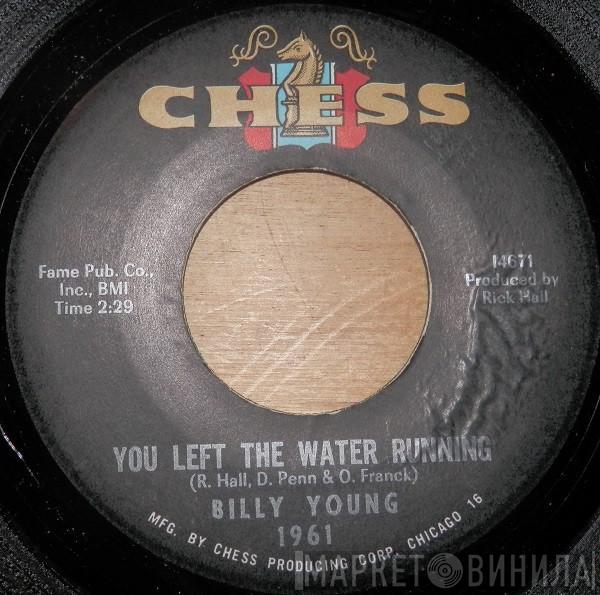 CHESS
Fame Pub. Co.,
Inc., BMI
Time 2:29
14671
Produced by
Rick Hall
YOU LEFT THE WATER RUNNING
(R. Hall, D. Penn & O. Franck)
BILLY YOUNG
1961
MFG. BY CHESS PRODUCING CORP. CHICAGO 16
МАРКЕТ ВИНИЛА